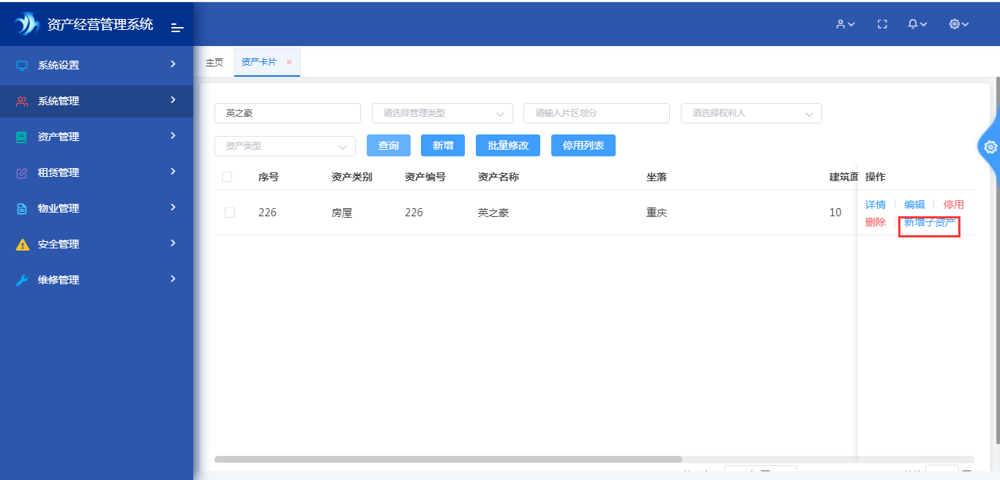 资产经营管理系统
系统设置
系统管理
资产管理
租赁管理
物业管理
安全管理
维修管理
主页 资产卡片 ×
英之豪 请选择管理类型 请输入片区划分 请选择权利人
资产类型 查询 新增 批量修改 停用列表
序号 资产类别 资产编号 资产名称 坐落 建筑面 操作
226 房屋 226 英之豪 重庆 10 详情 编辑 停用
删除 新增子资产